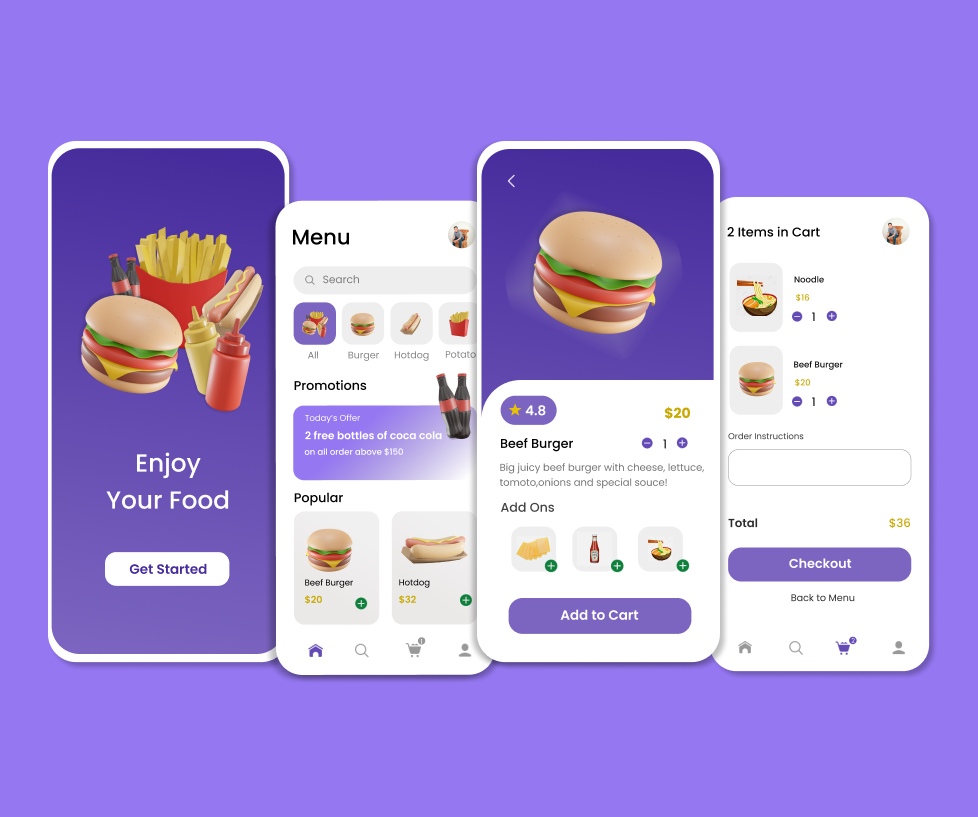 Enjoy
Your Food
Get Started
Menu
Search
All
Burger
Hotdog
Potato
Promotions
Today's Offer
2 free bottles of coca cola
on all order above $150
Popular
Beef Burger
$20
Hotdog
$32
1
4.8
$20
Beef Burger
1
Big juicy beef burger with cheese, lettuce,
tomoto,onions and special souce!
Add Ons
Add to Cart
2 Items in Cart
Noodle
$16
1
Beef Burger
$20
1
Order Instructions
Total
$36
Checkout
Back to Menu
2